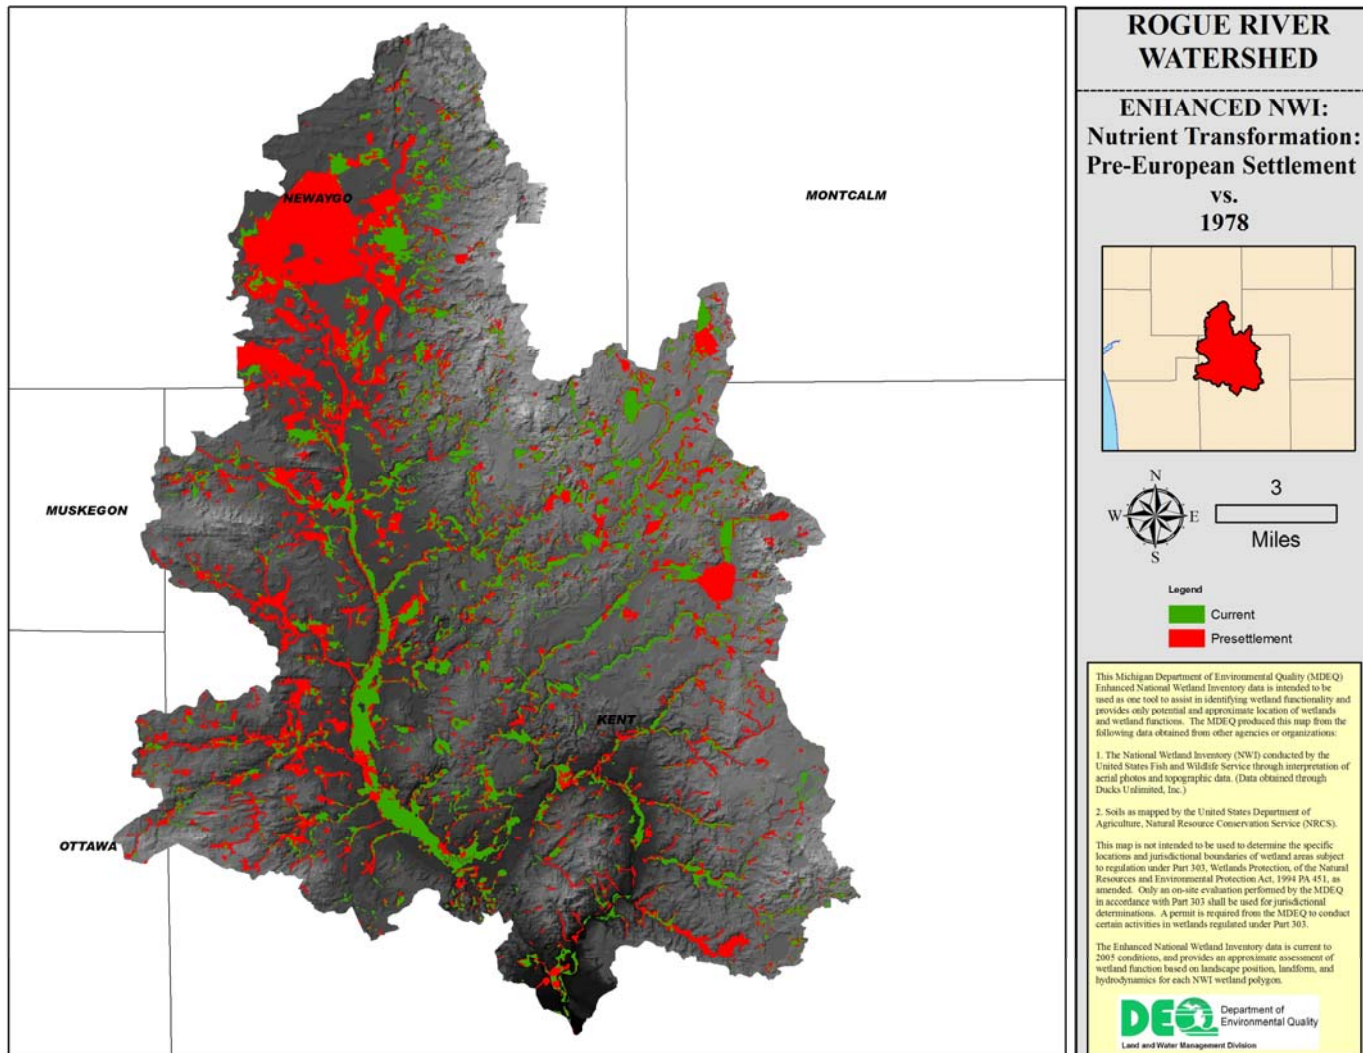 ROGUE RIVER
WATERSHED
ENHANCED NWI:
Nutrient Transformation:
Pre-European Settlement
vs.
1978
NEWAYGO
MONTCALM
MUSKEGON
KENT
OTTAWA
N
W
E
S
3
Miles
Legend
Current
Presettlement
This Michigan Department of Environmental Quality (MDEQ)
Enhanced National Wetland Inventory data is intended to be
used as one tool to assist in identifying wetland functionality and
provides only potential and approximate location of wetlands
and wetland functions. The MDEQ produced this map from the
following data obtained from other agencies or organizations:
1. The National Wetland Inventory (NWI) conducted by the
United States Fish and Wildlife Service through interpretation of
aerial photos and topographic data. (Data obtained through
Ducks Unlimited, Inc.)
2. Soils as mapped by the United States Department of
Agriculture, Natural Resource Conservation Service (NRCS).
This map is not intended to be used to determine the specific
locations and jurisdictional boundaries of wetland areas subject
to regulation under Part 303, Wetlands Protection, of the Natural
Resources and Environmental Protection Act, 1994 PA 451, as
amended. Only an on-site evaluation performed by the MDEQ
in accordance with Part 303 shall be used for jurisdictional
determinations. A permit is required from the MDEQ to conduct
certain activities in wetlands regulated under Part 303.
The Enhanced National Wetland Inventory data is current to
2005 conditions, and provides an approximate assessment of
wetland function based on landscape position, landform, and
hydrodynamics for each NWI wetland polygon.
DEQ
Department of
Environmental Quality
Land and Water Management Division